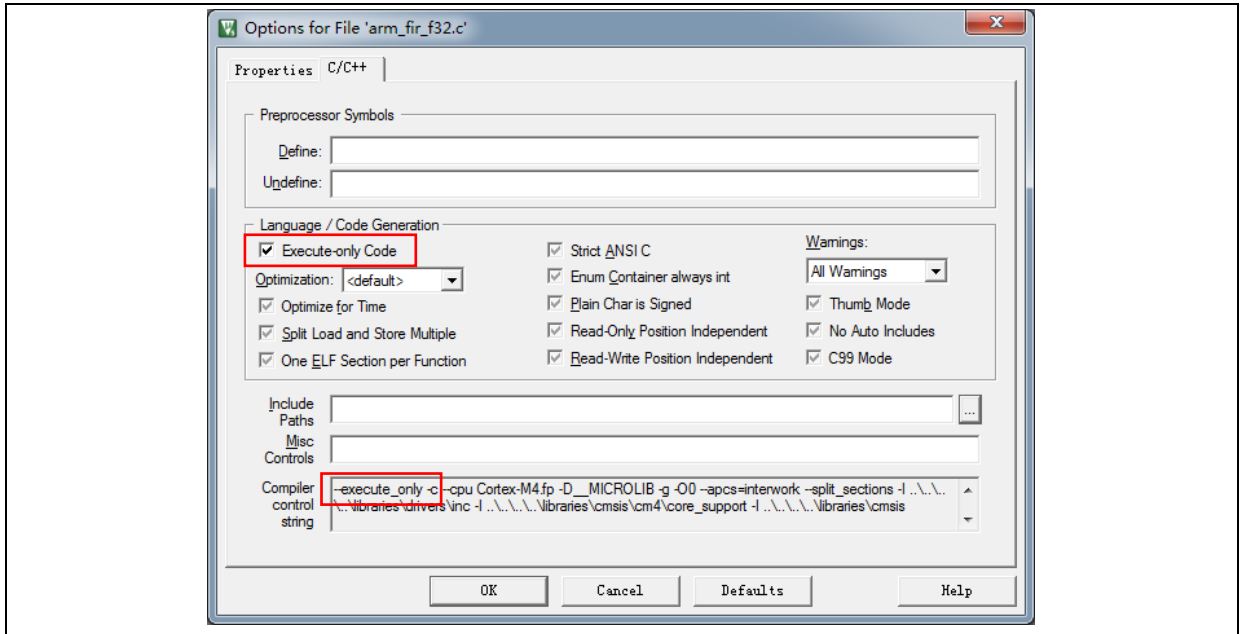 Options for File 'arm_fir_f32.c'
Properties C/C++
Preprocessor Symbols
Define:
Undefine:
Language / Code Generation
Execute-only Code
Strict ANSI C
Warnings:
Optimization: <default>
Enum Container always int
All Warnings
Optimize for Time
Plain Char is Signed
Thumb Mode
Split Load and Store Multiple
Read-Only Position Independent
No Auto Includes
One ELF Section per Function
Read-Write Position Independent
C99 Mode
Include
Paths
...
Misc
Controls
Compiler
control
string
--execute_only -c --cpu Cortex-M4.fp -D__MICROLIB -g -O0 --apcs=interwork --split_sections -I ..\..\..
\..\libraries\drivers\inc -I ..\..\..\..\libraries\cmsis\cm4\core_support -I ..\..\..\..\libraries\cmsis
OK Cancel Defaults Help